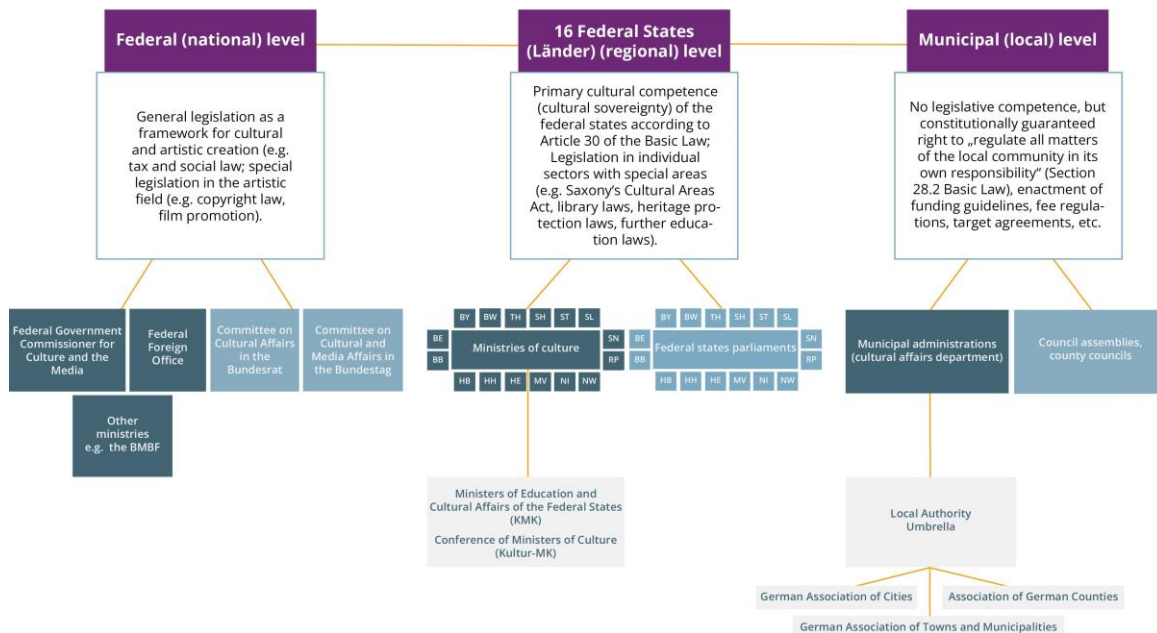 Federal (national) level
16 Federal States
(Länder) (regional) level
Municipal (local) level
General legislation as a
framework for cultural
and artistic creation (e.g.
tax and social law; special
legislation in the artistic
field (e.g. copyright law,
film promotion).
Primary cultural competence
(cultural sovereignty) of the
federal states according to
Article 30 of the Basic Law;
Legislation in individual
sectors with special areas
(e.g. Saxony‘s Cultural Areas
Act, library laws, heritage pro-
tection laws, further educa-
tion laws).
No legislative competence, but
constitutionally guaranteed
right to „regulate all matters
of the local community in its
own responsibility“ (Section
28.2 Basic Law), enactment of
funding guidelines, fee regula-
tions, target agreements, etc.
Federal Government
Commissioner for
Culture and the
Media
Federal
Foreign
Office
Committee on
Cultural Affairs
in the
Bundesrat
Committee on
Cultural and
Media Affairs in
the Bundestag
Other
ministries
e.g. the BMBF
BY BW TH SH ST SL
BE SN
Ministries of culture
BB RP
HB HH HE MV NI NW
BY BW TH SH ST SL
BE SN
Federal states parliaments
BB RP
HB HH HE MV NI NW
Municipal administrations
(cultural affairs department)
Council assemblies,
county councils
Ministers of Education and
Cultural Affairs of the Federal States
(KMK)
Conference of Ministers of Culture
(Kultur-MK)
Local Authority
Umbrella
German Association of Cities
Association of German Counties
German Association of Towns and Municipalities